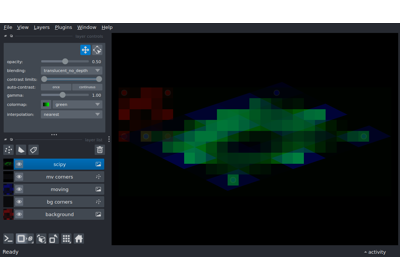 File View Layers Plugins Window Help
opacity: 0.50
blending: translucent_no_depth
contrast limits:
auto-contrast: once continuous
gamma: 1.00
colormap: green
interpolation: nearest
scipy
mv corners
moving
bg corners
background
Ready
activity